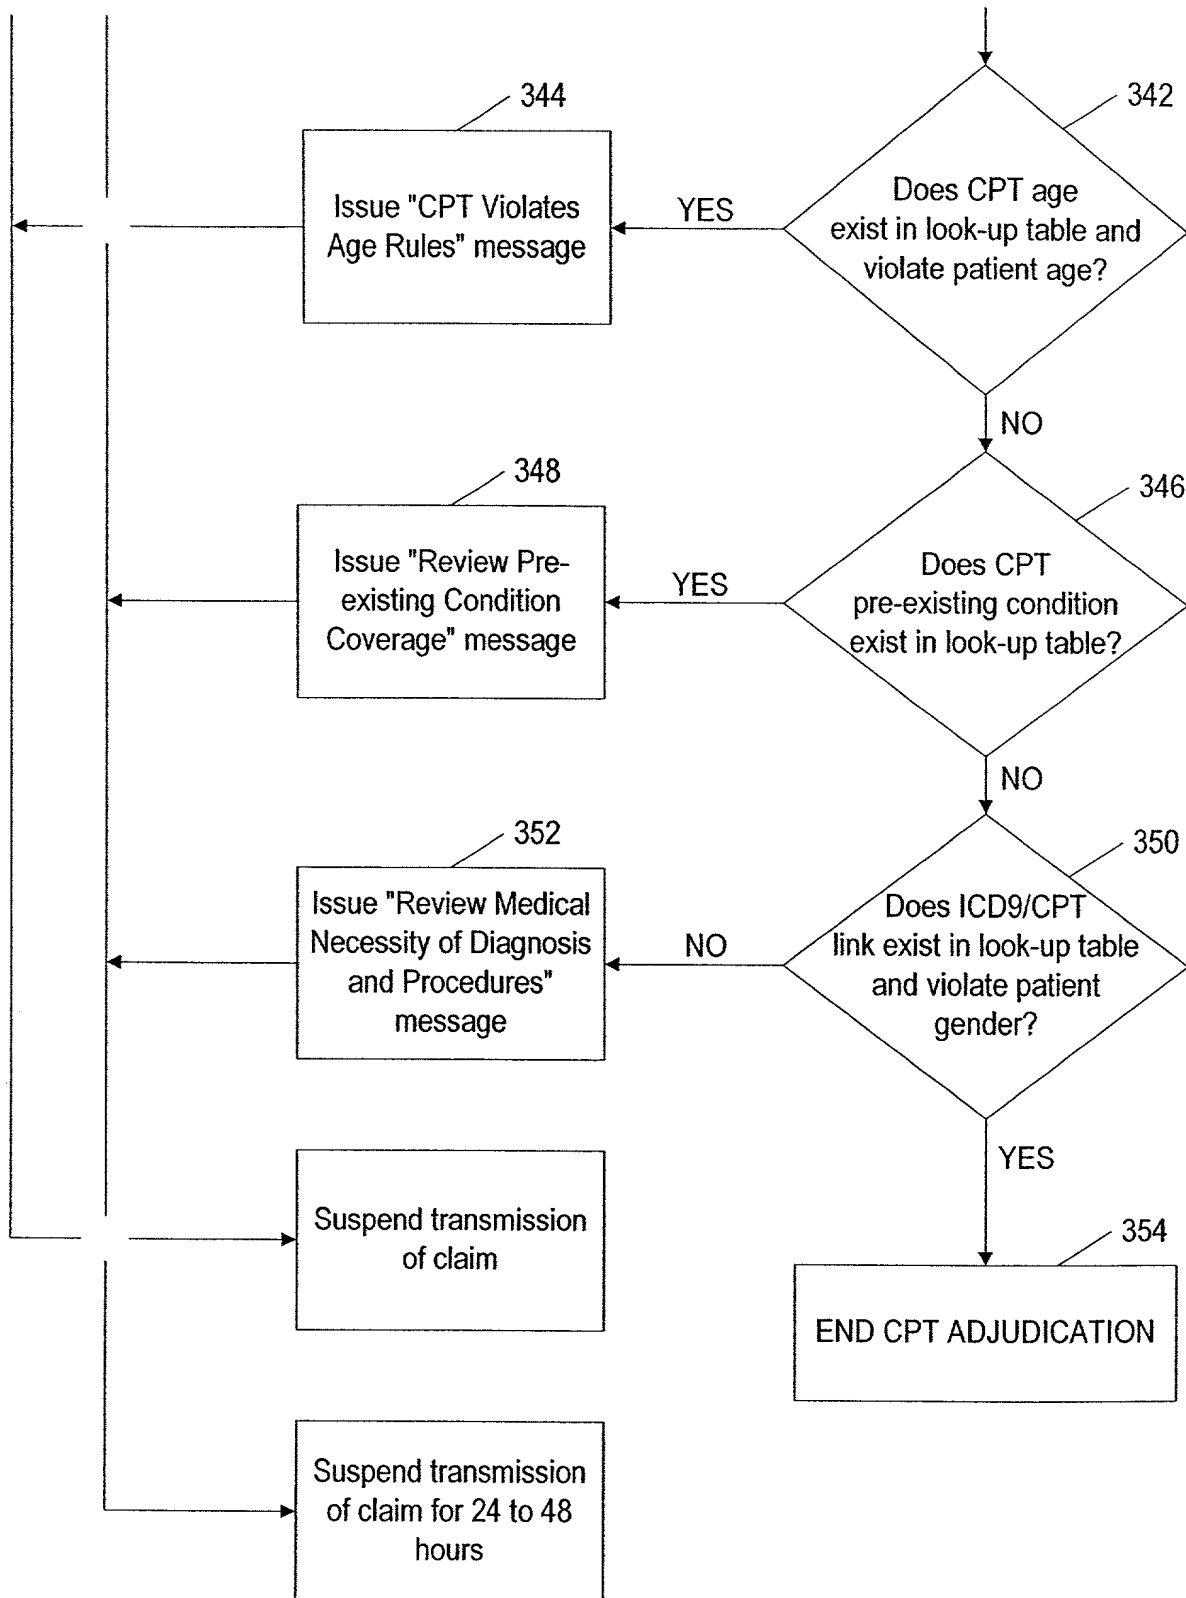 344
342
Issue "CPT Violates
Age Rules" message
YES
Does CPT age
exist in look-up table and
violate patient age?
NO
348
346
Issue "Review Pre-
existing Condition
Coverage" message
YES
Does CPT
pre-existing condition
exist in look-up table?
NO
352
350
Issue "Review Medical
Necessity of Diagnosis
and Procedures"
message
NO
Does ICD9/CPT
link exist in look-up table
and violate patient
gender?
YES
Suspend transmission
of claim
354
END CPT ADJUDICATION
Suspend transmission
of claim for 24 to 48
hours